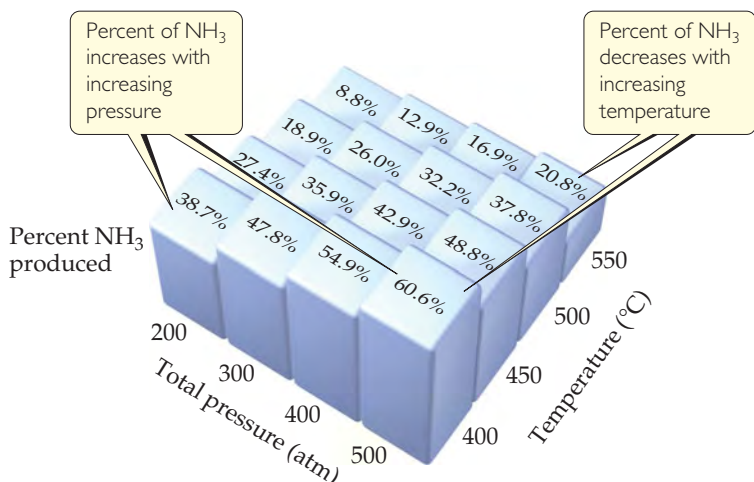 Percent of NH₃
increases with
increasing
pressure
Percent of NH₃
decreases with
increasing
temperature
8.8% 12.9% 16.9% 20.8%
18.9% 26.0% 32.2% 37.8%
27.4% 35.9% 42.9% 48.8%
38.7% 47.8% 54.9% 60.6%
Percent NH₃
produced
200 300 400 500
Total pressure (atm)
400 450 500 550
Temperature (°C)